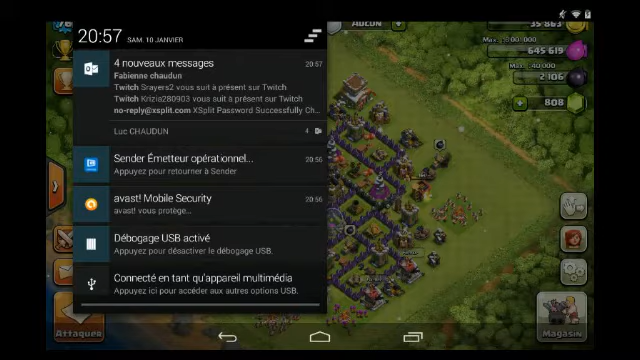 AUCUN
20:57
SAM. 10 JANVIER
645 619
2 106
808
4 nouveaux messages
20:57
Fabienne chaudun
Twitch Srayers2 vous suit à présent sur Twitch
Twitch Krizia280903 vous suit à présent sur Twitch
no-reply@xsplit.com XSplit Password Successfully Ch...
Luc CHAUDUN
4
Sender Émetteur opérationnel...
20:56
Appuyez pour retourner à Sender
avast! Mobile Security
20:56
avast! vous protège...
Débogage USB activé
Appuyez pour désactiver le débogage USB.
Connecté en tant qu'appareil multimédia
Appuyez ici pour accéder aux autres options USB.
Attaquer
Magasin